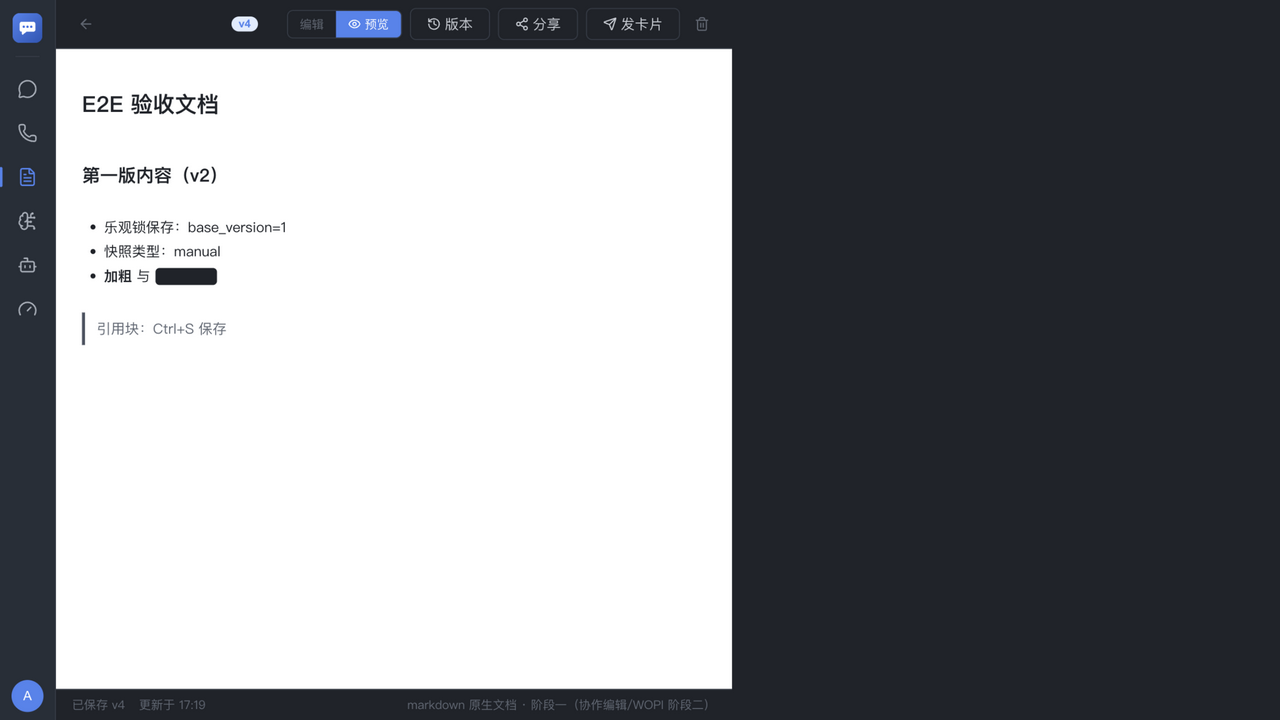 v4 编辑 预览 版本 分享 发卡片
E2E 验收文档
第一版内容（v2）
乐观锁保存：base_version=1
快照类型：manual
加粗 与
引用块：Ctrl+S 保存
A
已保存 v4 更新于 17:19 markdown 原生文档 · 阶段一（协作编辑/WOPI 阶段二）